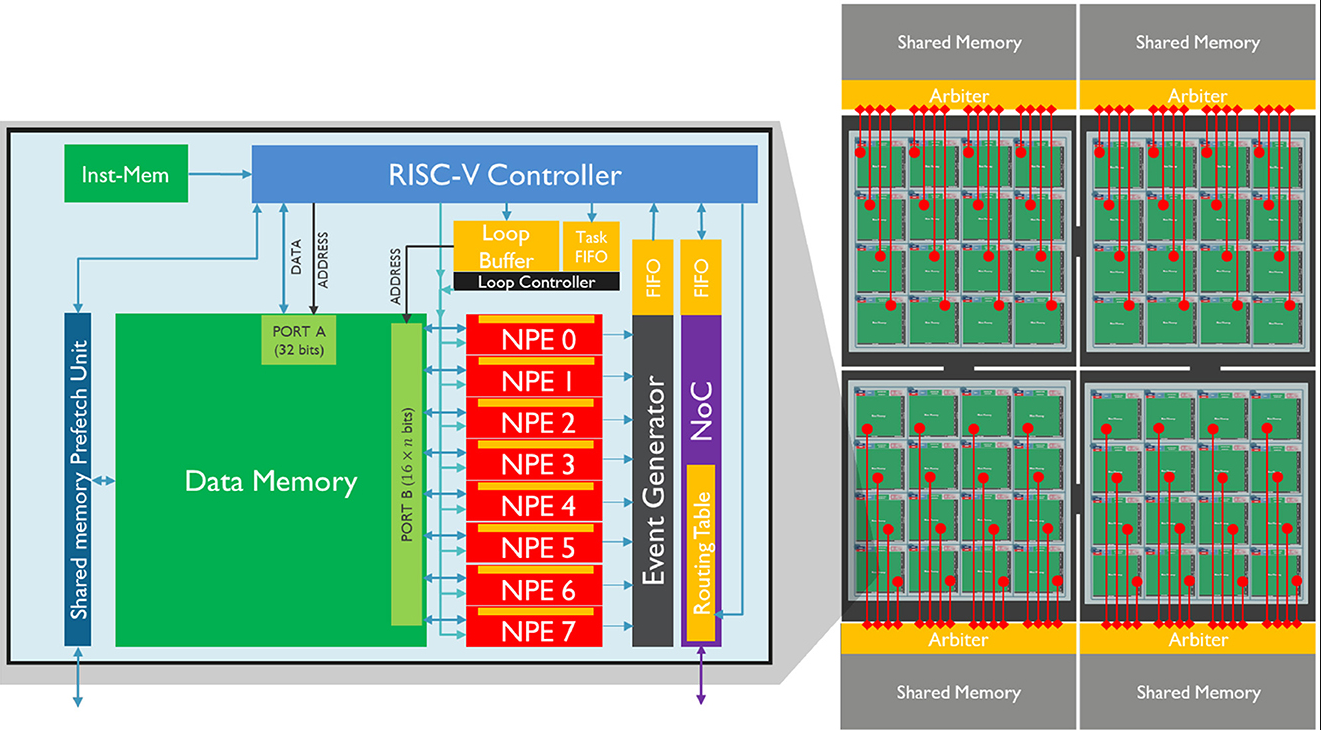 Inst-Mem
RISC-V Controller
DATA
ADDRESS
ADDRESS
Loop
Buffer
Task
FIFO
Loop Controller
FIFO
FIFO
Shared memory Prefetch Unit
PORT A
(32 bits)
Data Memory
PORT B (16 × n bits)
NPE 0
NPE 1
NPE 2
NPE 3
NPE 4
NPE 5
NPE 6
NPE 7
Event Generator
NoC
Routing Table
Shared Memory
Shared Memory
Arbiter
Arbiter
Arbiter
Arbiter
Shared Memory
Shared Memory